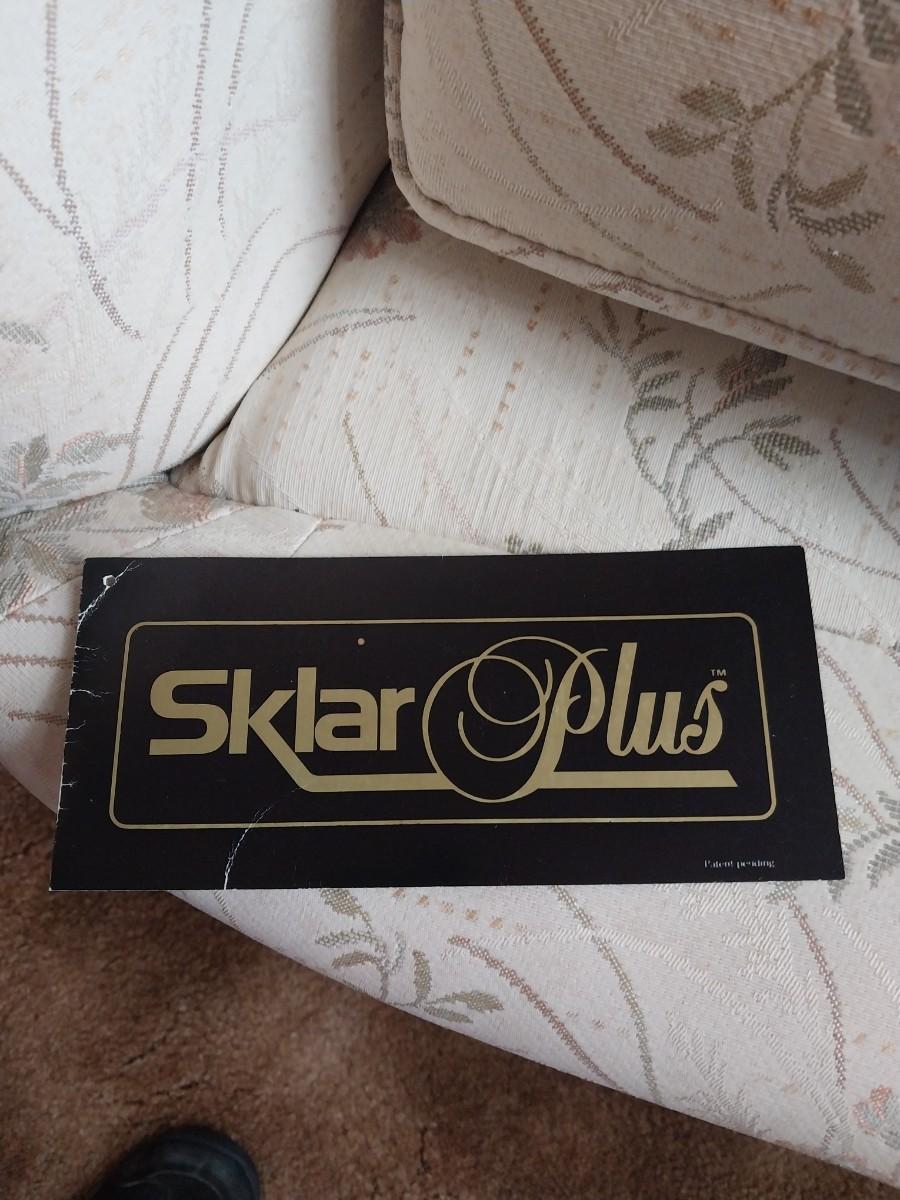 Sklar Plus™
Patent pending